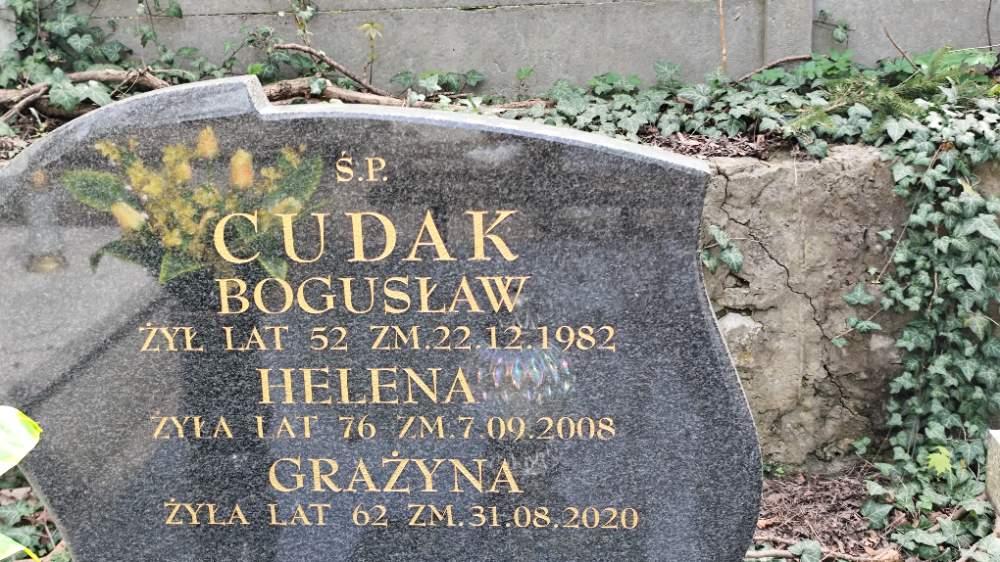 Ś.P.
CUDAK
BOGUSŁAW
ŻYŁ LAT 52 ZM.22.12.1982
HELENA
ŻYŁA LAT 76 ZM.7.09.2008
GRAŻYNA
ŻYŁA LAT 62 ZM.31.08.2020